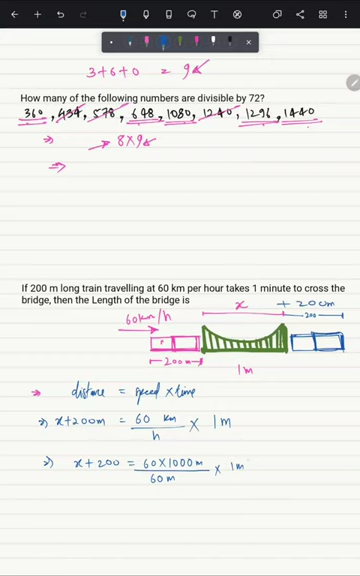 3+6+0 = 9
How many of the following numbers are divisible by 72?
360, 434, 578, 648, 1080, 1240, 1296, 1440
⇒ → 8×9
⇒
If 200 m long train travelling at 60 km per hour takes 1 minute to cross the
bridge, then the Length of the bridge is
x + 200m
60km/h
200
200m
1m
⇒ distance = speed × time
⇒ x+200m = 60 km/h × 1m
⇒ x+200 = 60×1000m/60m × 1m